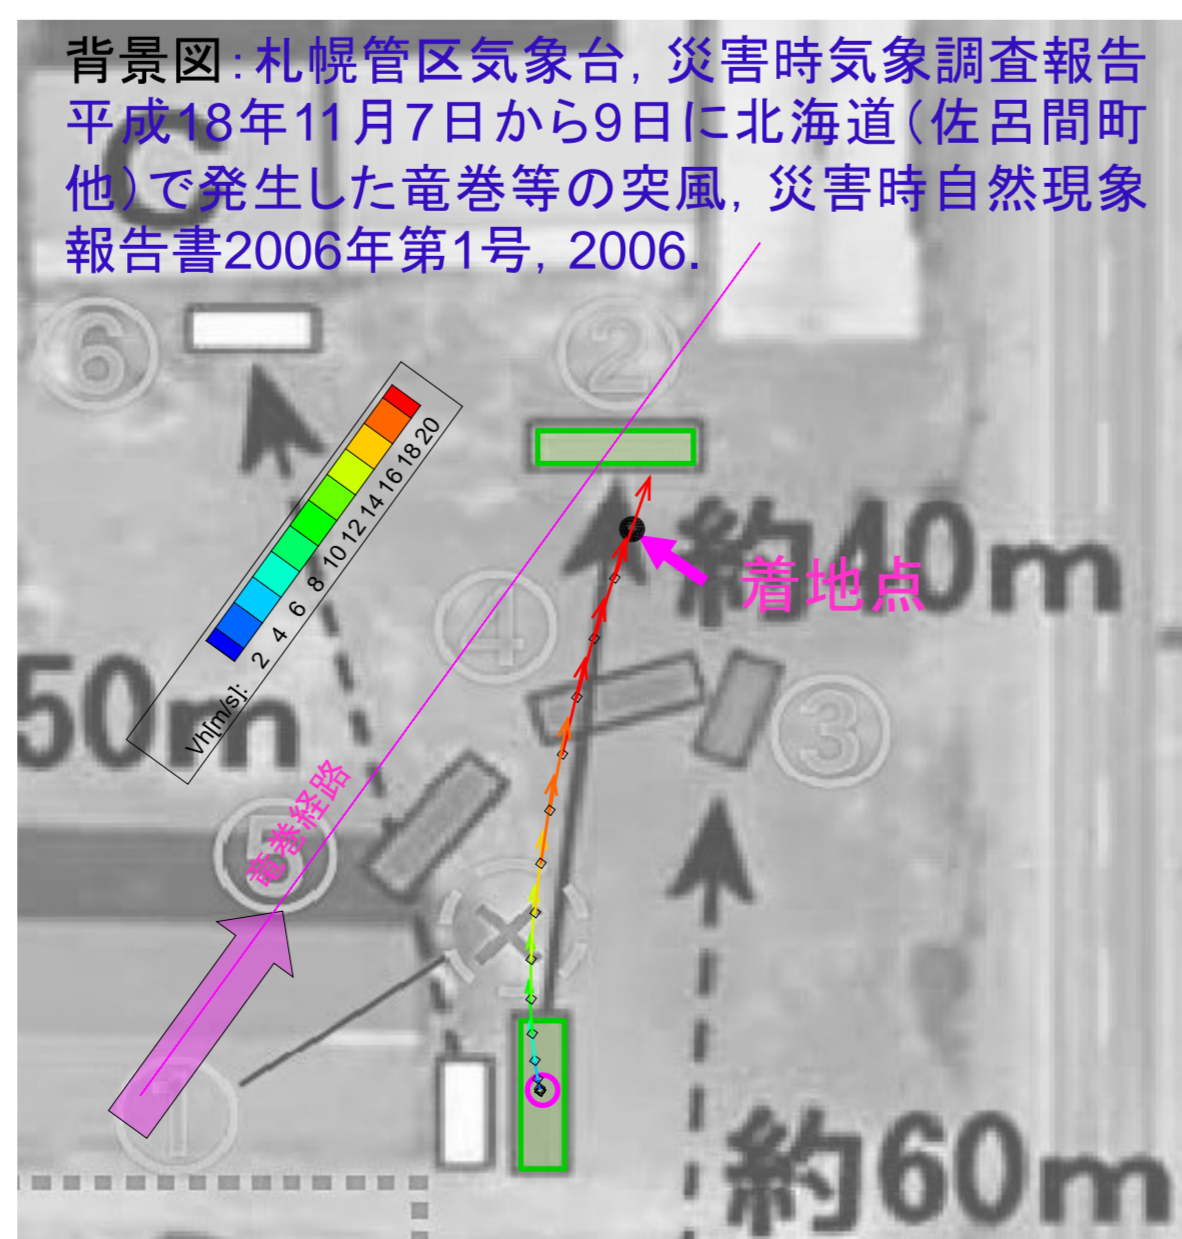 背景図：札幌管区気象台，災害時気象調査報告
平成18年11月7日から9日に北海道（佐呂間町
他）で発生した竜巻等の突風，災害時自然現象
報告書2006年第1号，2006.
C
⑥
②
20
18
16
14
12
10
8
6
4
2
Vh[m/s]:
約40m
着地点
④
50m
③
竜巻経路
⑤
①
約60m